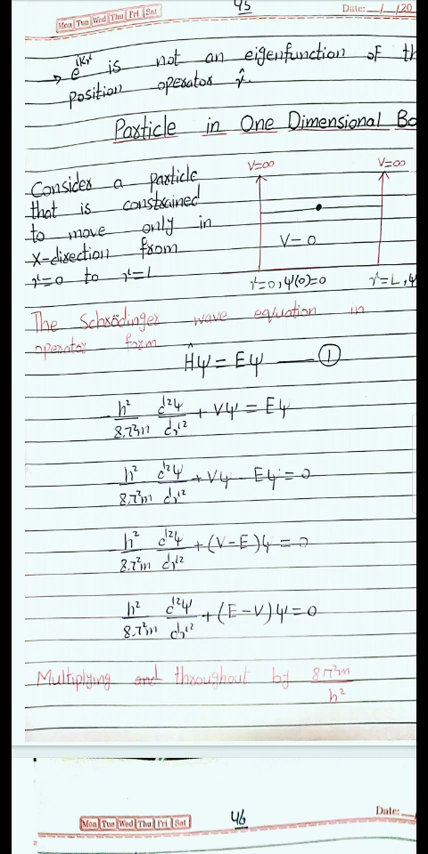 45
Mon Tue Wed Thu Fri Sat
Date: __/__/20
→ e^ikx is not an eigenfunction of th
position operator x̂.
Particle in One Dimensional Bo
V=∞ V=∞
Consider a particle
that is constrained
to move only in
X-direction from
x=0 to x=L
V=0
x=0, ψ(0)=0 x=L, ψ
The Schrödinger wave equation in
operator form
Ĥψ = Eψ —— ①
-h²/8π²m d²ψ/dx² + Vψ = Eψ
h²/8π²m d²ψ/dx² + Vψ - Eψ = 0
h²/8π²m d²ψ/dx² + (V-E)ψ = 0
h²/8π²m d²ψ/dx² + (E-V)ψ = 0
Multiplying and throughout by 8π²m/h²
Mon Tue Wed Thu Fri Sat
46
Date: